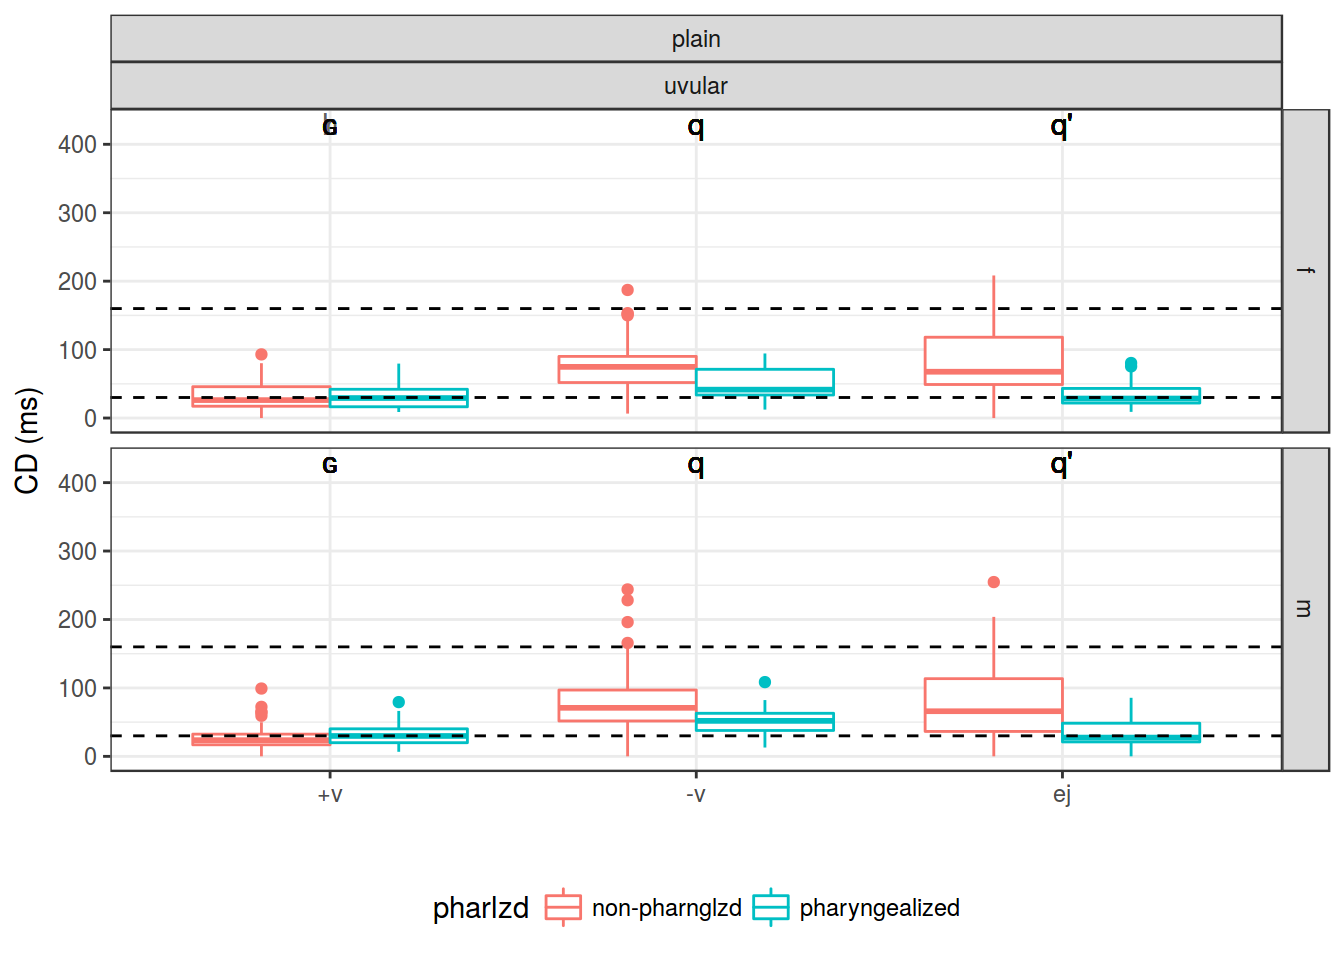 plain
uvular
ɢ q q'
400
300
200
100
0
f
ɢ q q'
400
300
200
100
0
m
CD (ms)
+v -v ej
pharlzd non-pharnglzd pharyngealized